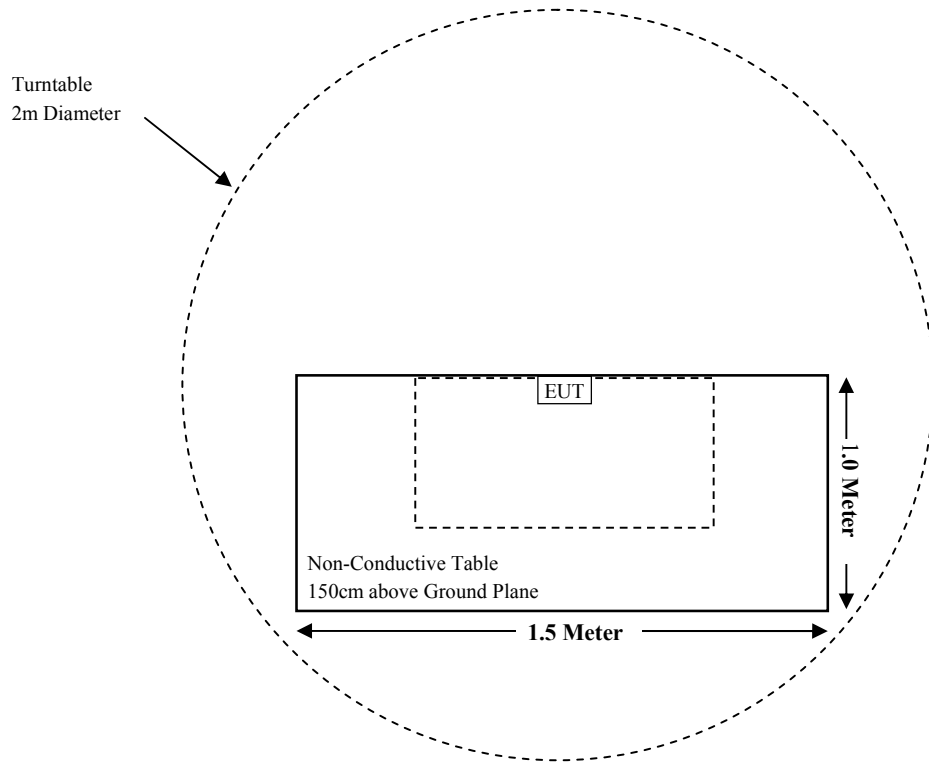 Turntable
2m Diameter
EUT
1.0 Meter
Non-Conductive Table
150cm above Ground Plane
1.5 Meter